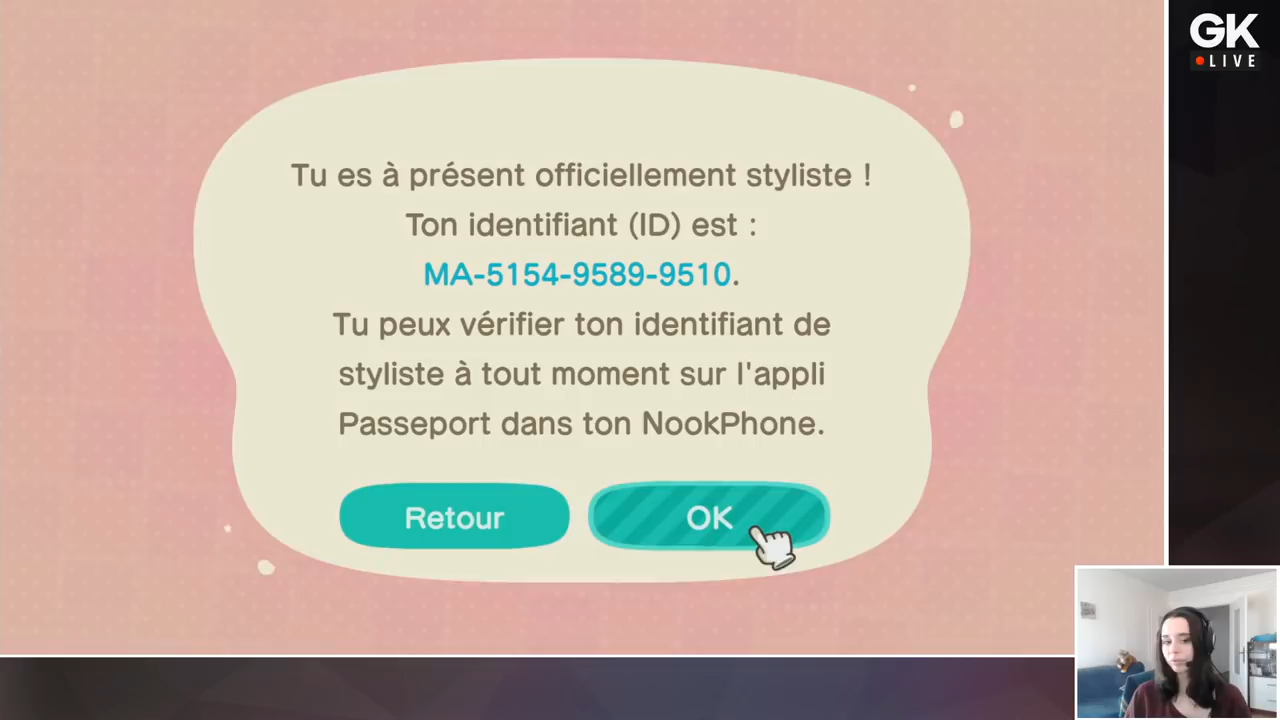 GK
LIVE
Tu es à présent officiellement styliste !
Ton identifiant (ID) est :
MA-5154-9589-9510.
Tu peux vérifier ton identifiant de
styliste à tout moment sur l'appli
Passeport dans ton NookPhone.
Retour
OK